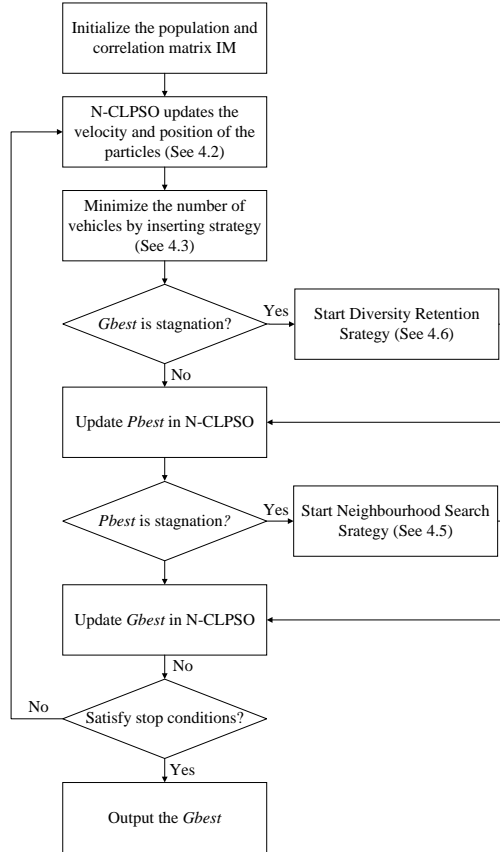 Initialize the population and
correlation matrix IM
N-CLPSO updates the
velocity and position of the
particles (See 4.2)
Minimize the number of
vehicles by inserting strategy
(See 4.3)
Gbest is stagnation?
Yes
Start Diversity Retention
Srategy (See 4.6)
No
Update Pbest in N-CLPSO
Pbest is stagnation?
Yes
Start Neighbourhood Search
Srategy (See 4.5)
Update Gbest in N-CLPSO
No
No
Satisfy stop conditions?
Yes
Output the Gbest